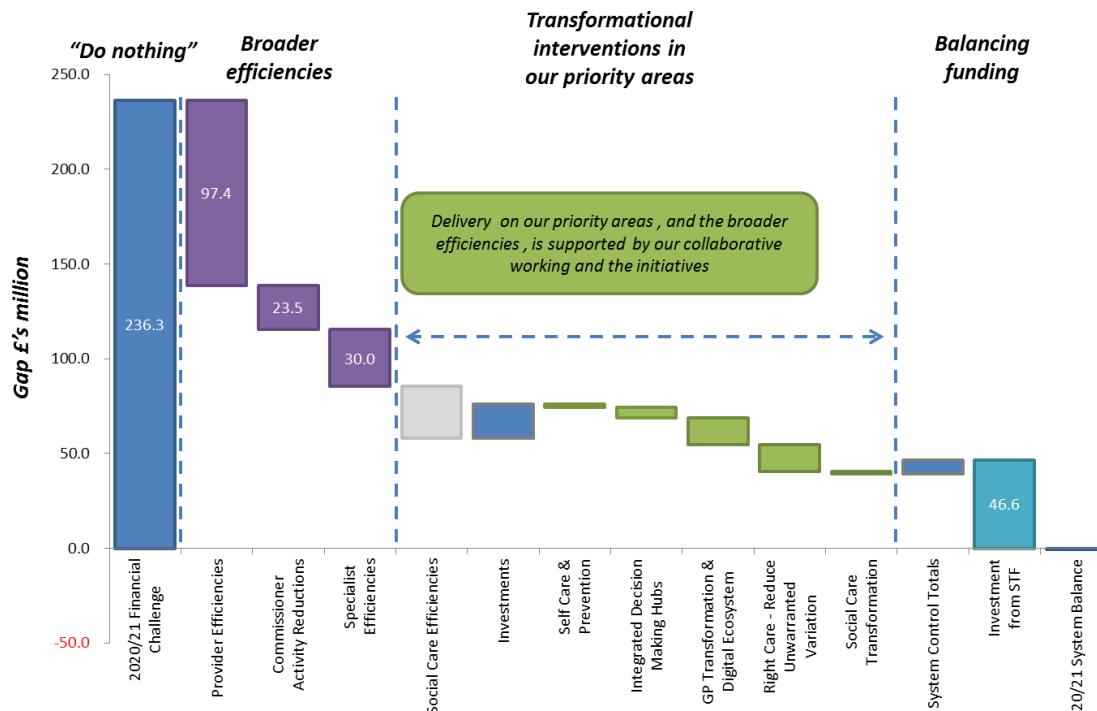 “Do nothing”
Broader
efficiencies
Transformational
interventions in
our priority areas
Balancing
funding
Gap £’s million
250.0
200.0
150.0
100.0
50.0
0.0
-50.0
236.3
97.4
23.5
30.0
Delivery on our priority areas , and the broader
efficiencies , is supported by our collaborative
working and the initiatives
46.6
2020/21 Financial
Challenge
Provider Efficiencies
Commissioner
Activity Reductions
Specialist
Efficiencies
Social Care Efficiencies
Investments
Self Care &
Prevention
Integrated Decision
Making Hubs
GP Transformation &
Digital Ecosystem
Right Care - Reduce
Unwarranted
Variation
Social Care
Transformation
System Control Totals
Investment
from STF
20/21 System Balance